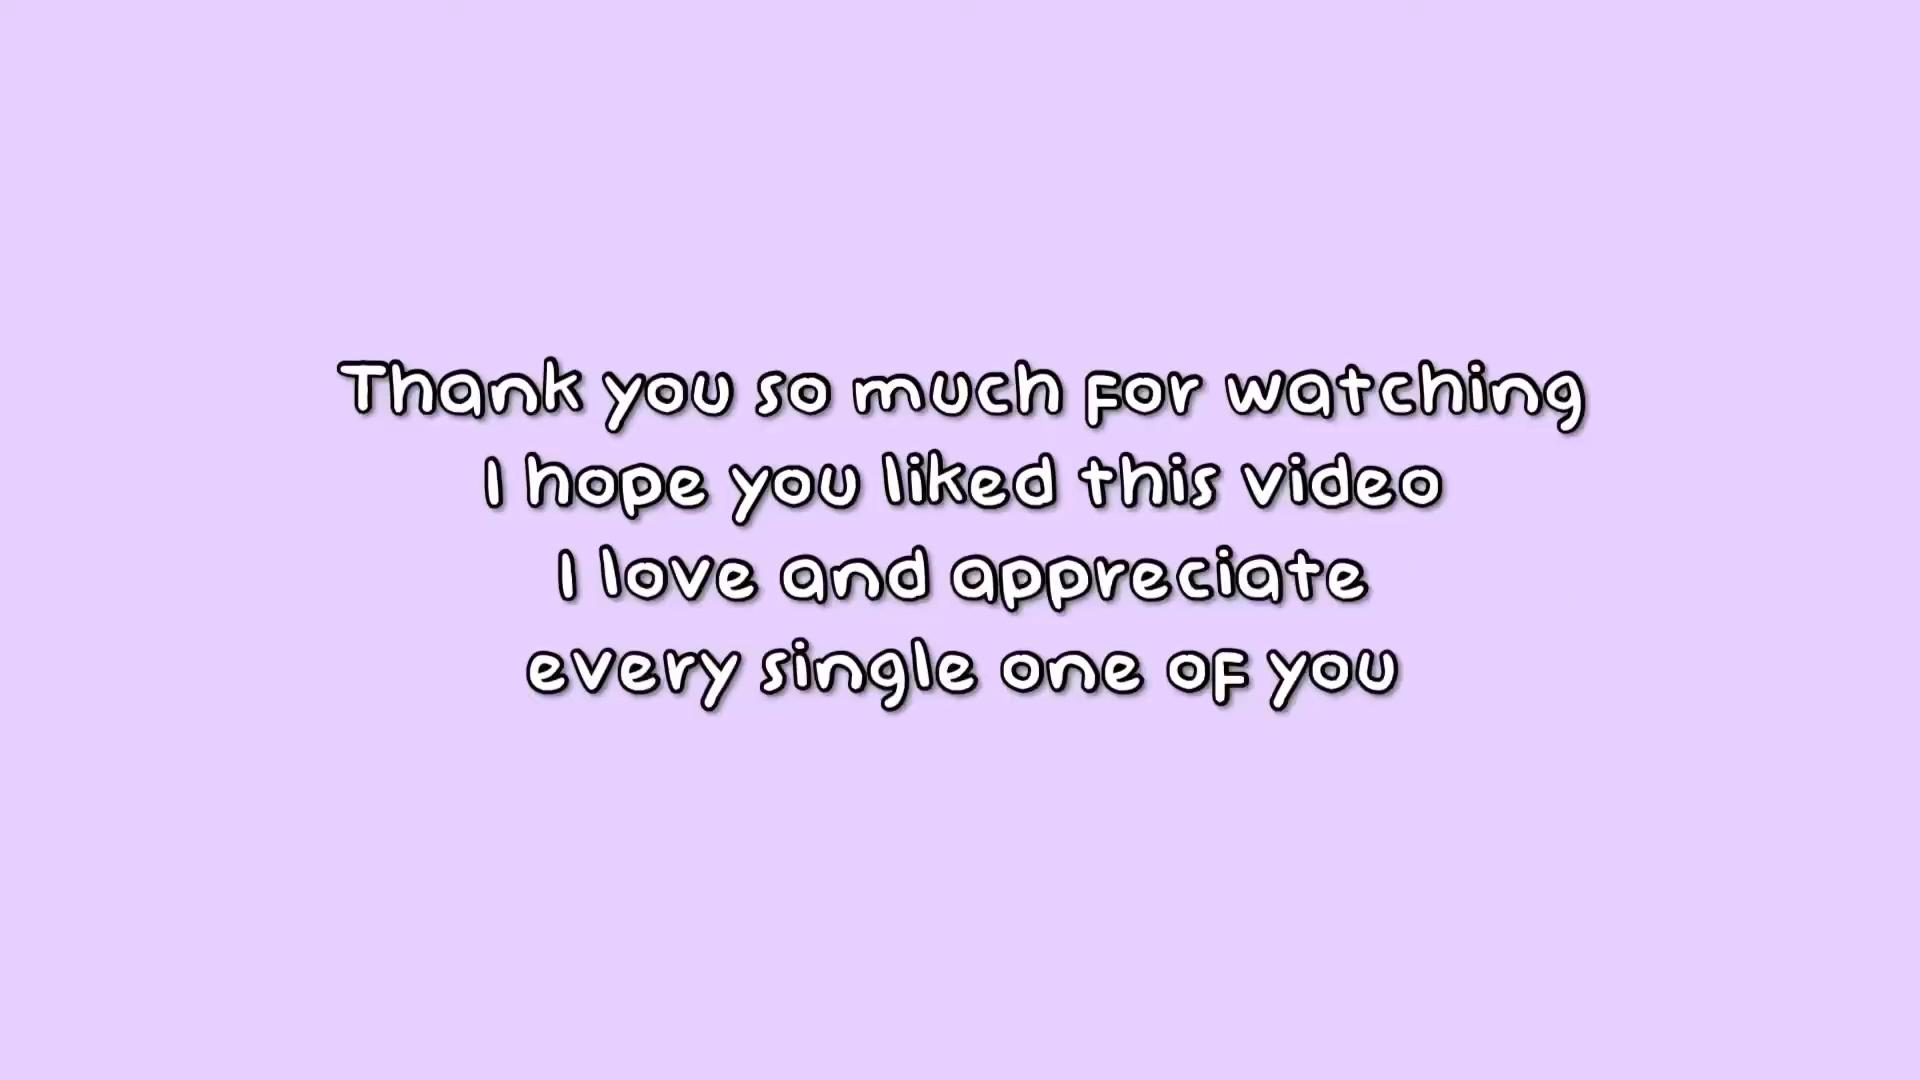 Thank you so much for watching
I hope you liked this video
I love and appreciate
every single one of you